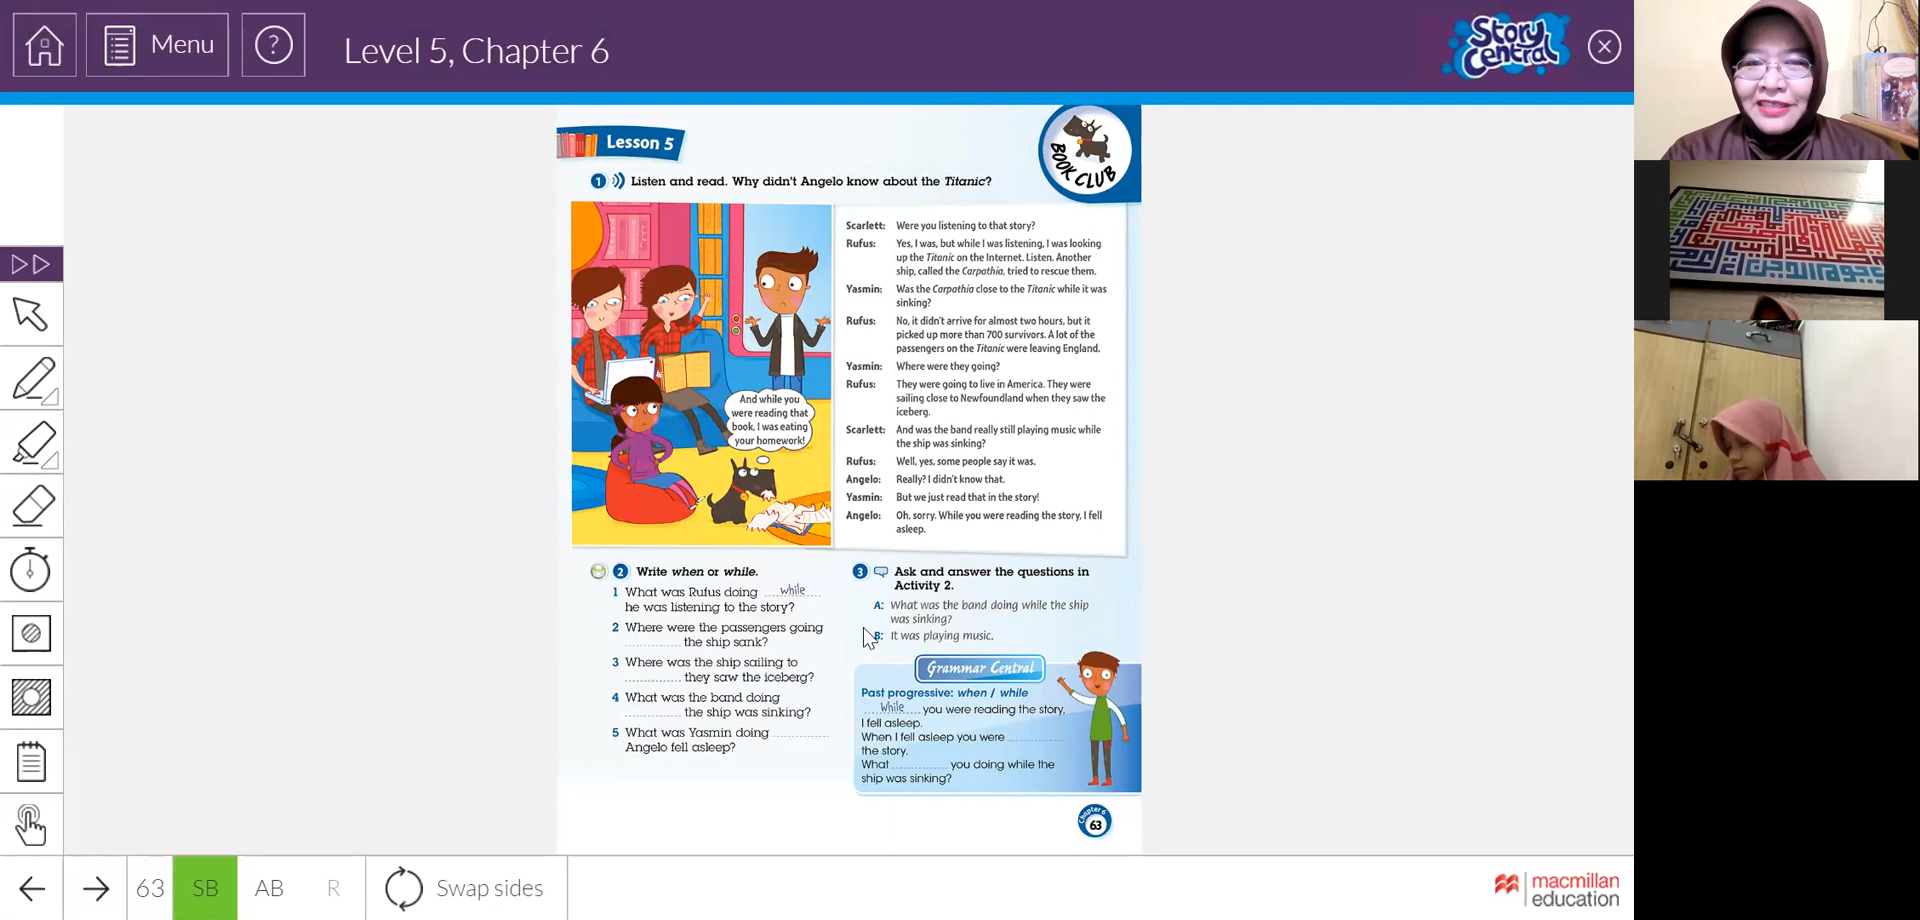 Menu
?
Level 5, Chapter 6
Story
Central
Lesson 5
BOOK CLUB
1 Listen and read. Why didn't Angelo know about the Titanic?
And while you
were reading that
book, I was eating
your homework!
Scarlett: Were you listening to that story?
Rufus: Yes, I was, but while I was listening, I was looking
up the Titanic on the Internet. Listen. Another
ship, called the Carpathia, tried to rescue them.
Yasmin: Was the Carpathia close to the Titanic while it was
sinking?
Rufus: No, it didn't arrive for almost two hours, but it
picked up more than 700 survivors. A lot of the
passengers on the Titanic were leaving England.
Yasmin: Where were they going?
Rufus: They were going to live in America. They were
sailing close to Newfoundland when they saw the
iceberg.
Scarlett: And was the band really still playing music while
the ship was sinking?
Rufus: Well, yes, some people say it was.
Angelo: Really? I didn't know that.
Yasmin: But we just read that in the story!
Angelo: Oh, sorry. While you were reading the story, I fell
asleep.
2 Write when or while.
1 What was Rufus doing while
he was listening to the story?
2 Where were the passengers going
the ship sank?
3 Where was the ship sailing to
they saw the iceberg?
4 What was the band doing
the ship was sinking?
5 What was Yasmin doing
Angelo fell asleep?
3 Ask and answer the questions in
Activity 2.
A: What was the band doing while the ship
was sinking?
B: It was playing music.
Grammar Central
Past progressive: when / while
While you were reading the story,
I fell asleep.
When I fell asleep you were
the story.
What you doing while the
ship was sinking?
Chapter 6
63
63
SB
AB
R
Swap sides
macmillan
education